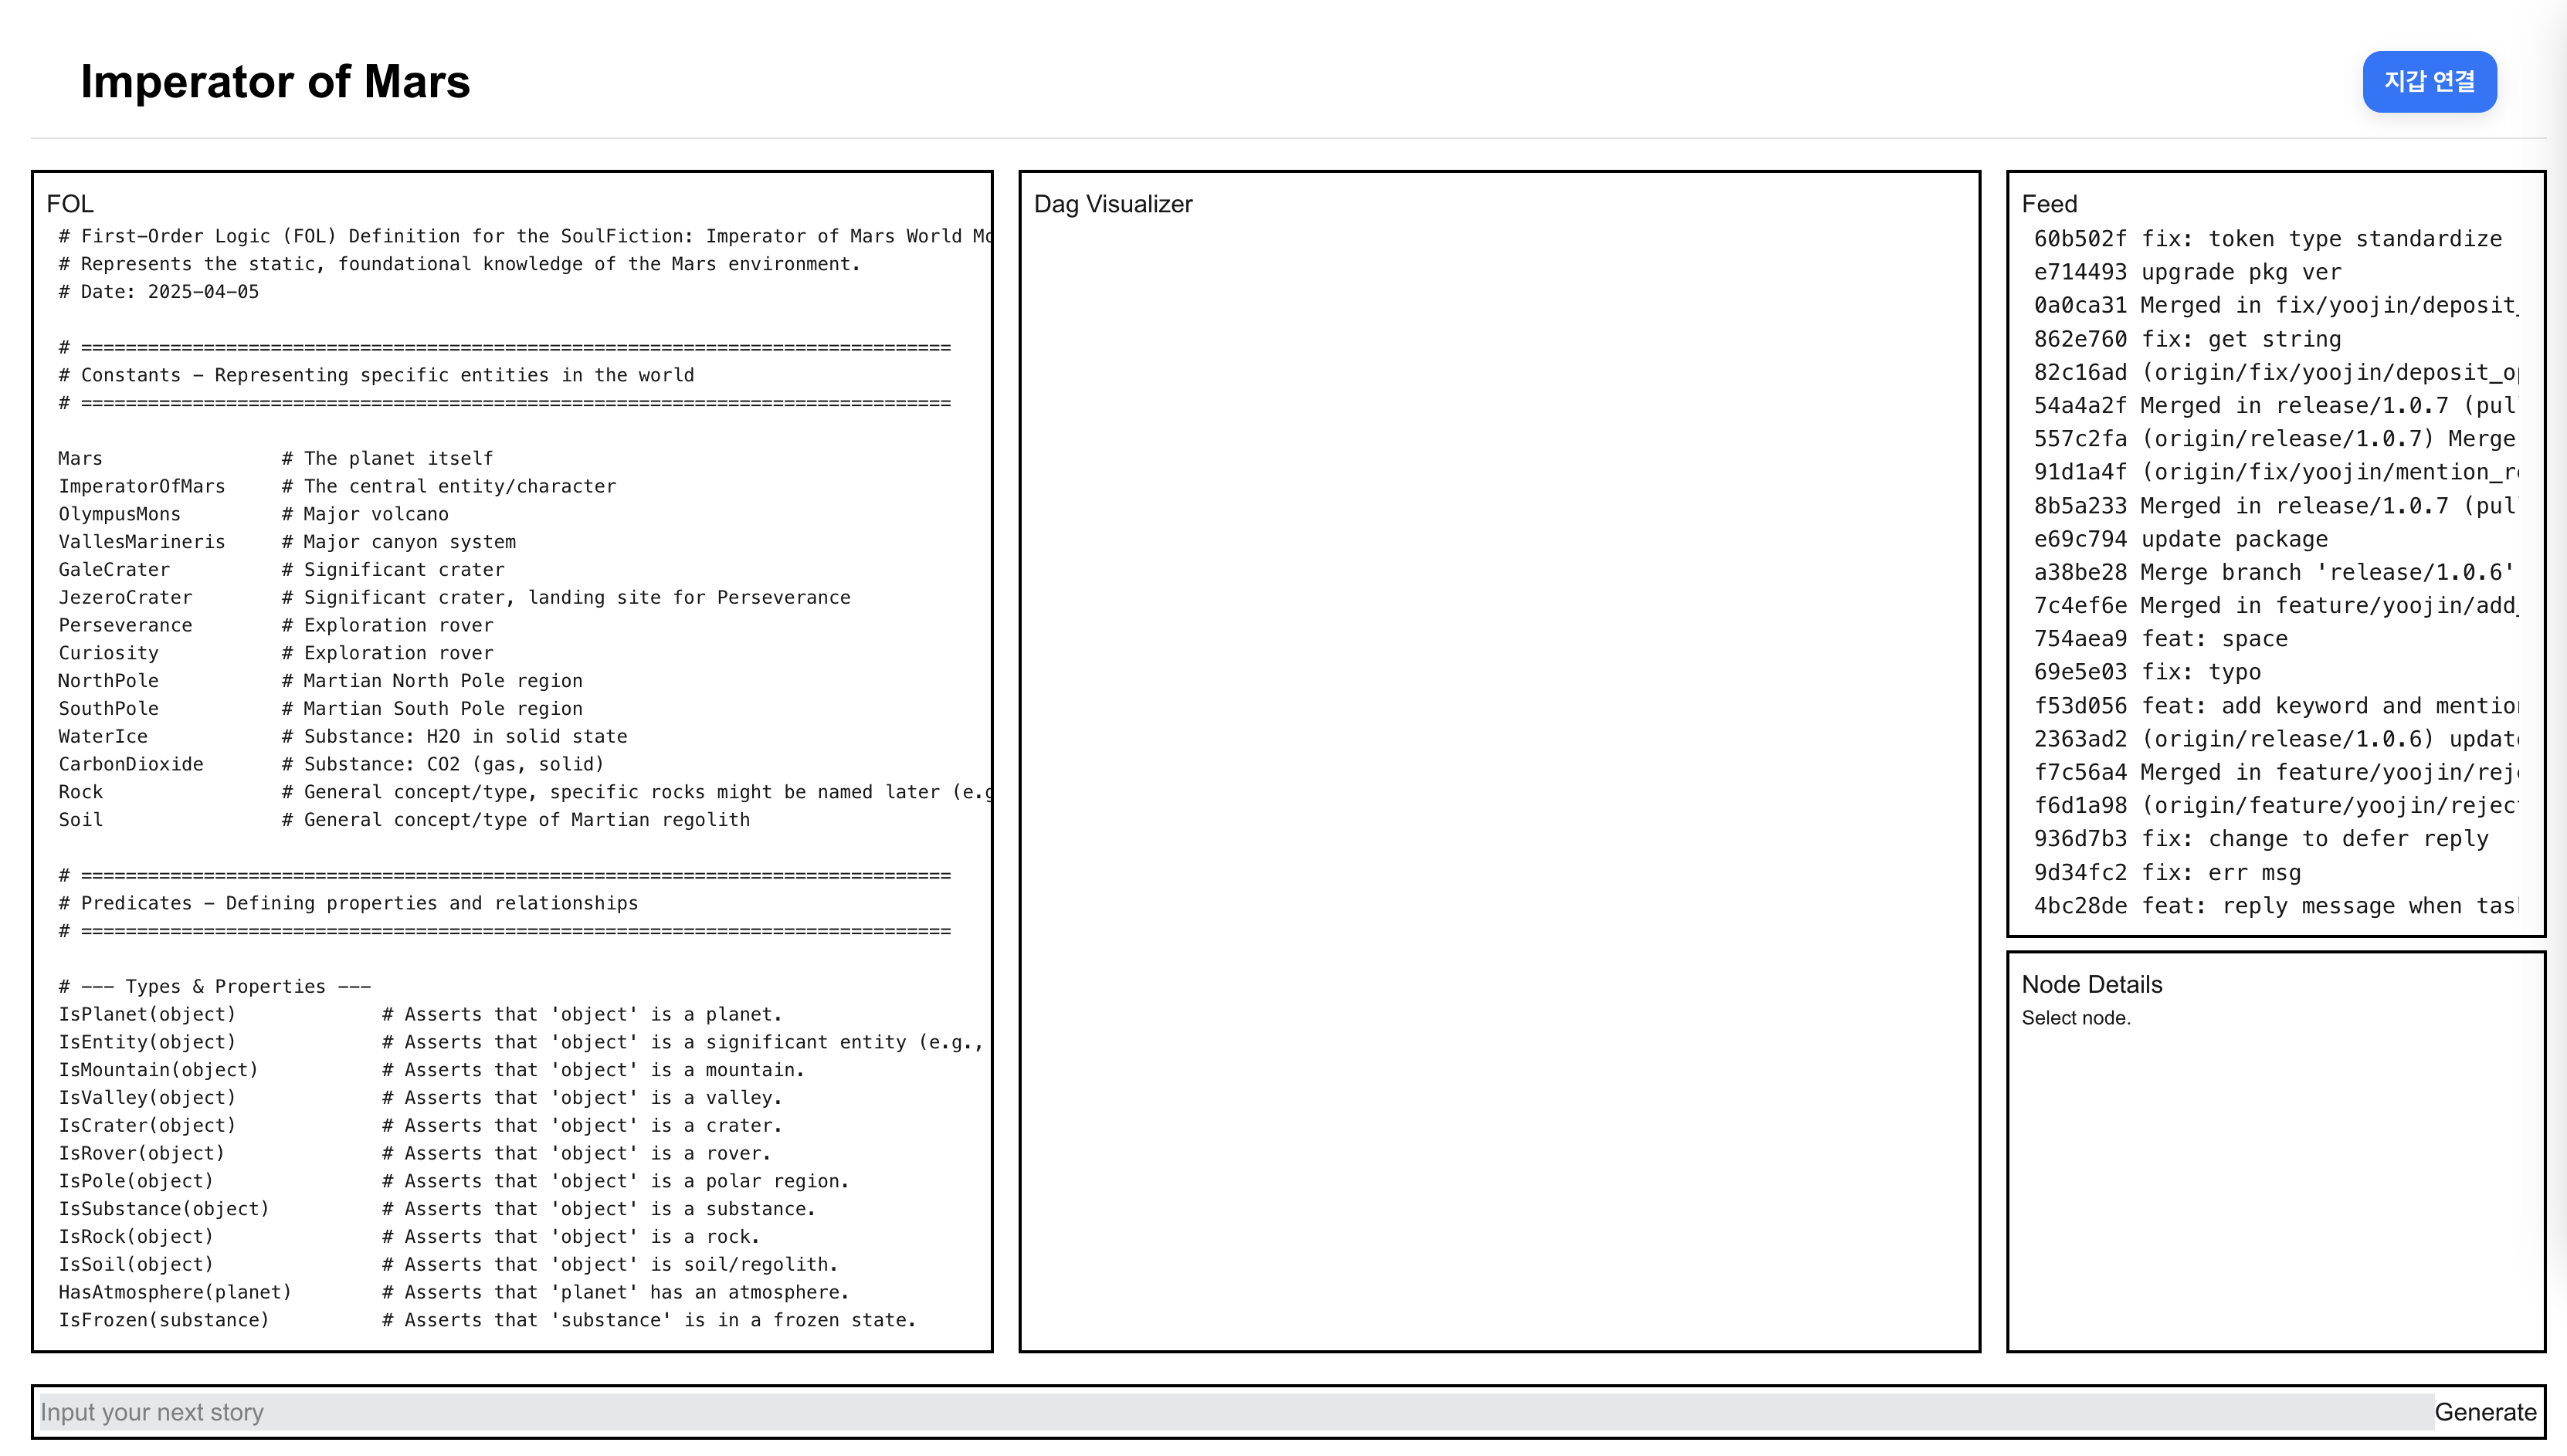 Imperator of Mars
지갑 연결
FOL
# First-Order Logic (FOL) Definition for the SoulFiction: Imperator of Mars World
# Represents the static, foundational knowledge of the Mars environment.
# Date: 2025-04-05
# ==============================================================================
# Constants - Representing specific entities in the world
# ==============================================================================
Mars # The planet itself
ImperatorOfMars # The central entity/character
OlympusMons # Major volcano
VallesMarineris # Major canyon system
GaleCrater # Significant crater
JezeroCrater # Significant crater, landing site for Perseverance
Perseverance # Exploration rover
Curiosity # Exploration rover
NorthPole # Martian North Pole region
SouthPole # Martian South Pole region
WaterIce # Substance: H2O in solid state
CarbonDioxide # Substance: CO2 (gas, solid)
Rock # General concept/type, specific rocks might be named later (e.g
Soil # General concept/type of Martian regolith
# ==============================================================================
# Predicates - Defining properties and relationships
# ==============================================================================
# --- Types & Properties ---
IsPlanet(object) # Asserts that 'object' is a planet.
IsEntity(object) # Asserts that 'object' is a significant entity (e.g.,
IsMountain(object) # Asserts that 'object' is a mountain.
IsValley(object) # Asserts that 'object' is a valley.
IsCrater(object) # Asserts that 'object' is a crater.
IsRover(object) # Asserts that 'object' is a rover.
IsPole(object) # Asserts that 'object' is a polar region.
IsSubstance(object) # Asserts that 'object' is a substance.
IsRock(object) # Asserts that 'object' is a rock.
IsSoil(object) # Asserts that 'object' is soil/regolith.
HasAtmosphere(planet) # Asserts that 'planet' has an atmosphere.
IsFrozen(substance) # Asserts that 'substance' is in a frozen state.
Dag Visualizer
Feed
60b502f fix: token type standardize
e714493 upgrade pkg ver
0a0ca31 Merged in fix/yoojin/deposit_
862e760 fix: get string
82c16ad (origin/fix/yoojin/deposit_o
54a4a2f Merged in release/1.0.7 (pul
557c2fa (origin/release/1.0.7) Merge
91d1a4f (origin/fix/yoojin/mention_r
8b5a233 Merged in release/1.0.7 (pul
e69c794 update package
a38be28 Merge branch 'release/1.0.6'
7c4ef6e Merged in feature/yoojin/add_
754aea9 feat: space
69e5e03 fix: typo
f53d056 feat: add keyword and mentio
2363ad2 (origin/release/1.0.6) updat
f7c56a4 Merged in feature/yoojin/rej
f6d1a98 (origin/feature/yoojin/rejec
936d7b3 fix: change to defer reply
9d34fc2 fix: err msg
4bc28de feat: reply message when tas
Node Details
Select node.
Input your next story
Generate